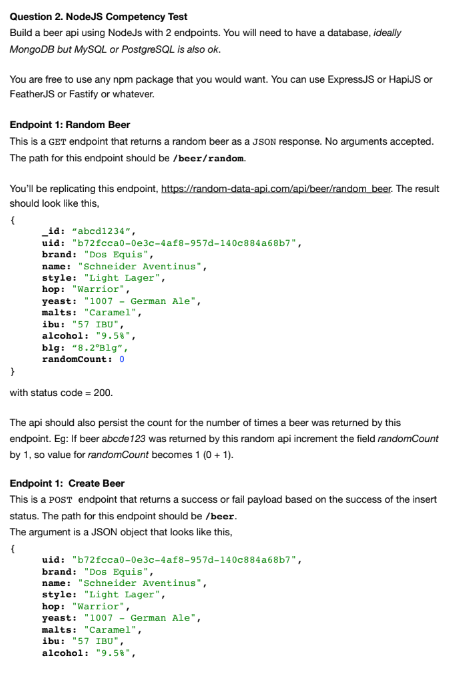 Question 2. NodeJS Competency Test
Build a beer api using NodeJs with 2 endpoints. You will need to have a database, ideally
MongoDB but MySQL or PostgreSQL is also ok.
You are free to use any npm package that you would want. You can use ExpressJS or HapiJS or
FeatherJS or Fastify or whatever.
Endpoint 1: Random Beer
This is a GET endpoint that returns a random beer as a JSON response. No arguments accepted.
The path for this endpoint should be /beer/random.
You'll be replicating this endpoint, https://random-data-api.com/api/beer/random_beer. The result
should look like this,
{
_id: "abcd1234",
uid: "b72fcca0-0e3c-4af8-957d-140c884a68b7",
brand: "Dos Equis",
name: "Schneider Aventinus",
style: "Light Lager",
hop: "Warrior",
yeast: "1007 - German Ale",
malts: "Caramel",
ibu: "57 IBU",
alcohol: "9.5%",
blg: "8.2°Blg",
randomCount: 0
}
with status code = 200.
The api should also persist the count for the number of times a beer was returned by this
endpoint. Eg: If beer abcde123 was returned by this random api increment the field randomCount
by 1, so value for randomCount becomes 1 (0 + 1).
Endpoint 1: Create Beer
This is a POST endpoint that returns a success or fail payload based on the success of the insert
status. The path for this endpoint should be /beer.
The argument is a JSON object that looks like this,
{
uid: "b72fcca0-0e3c-4af8-957d-140c884a68b7",
brand: "Dos Equis",
name: "Schneider Aventinus",
style: "Light Lager",
hop: "Warrior",
yeast: "1007 - German Ale",
malts: "Caramel",
ibu: "57 IBU",
alcohol: "9.5%",